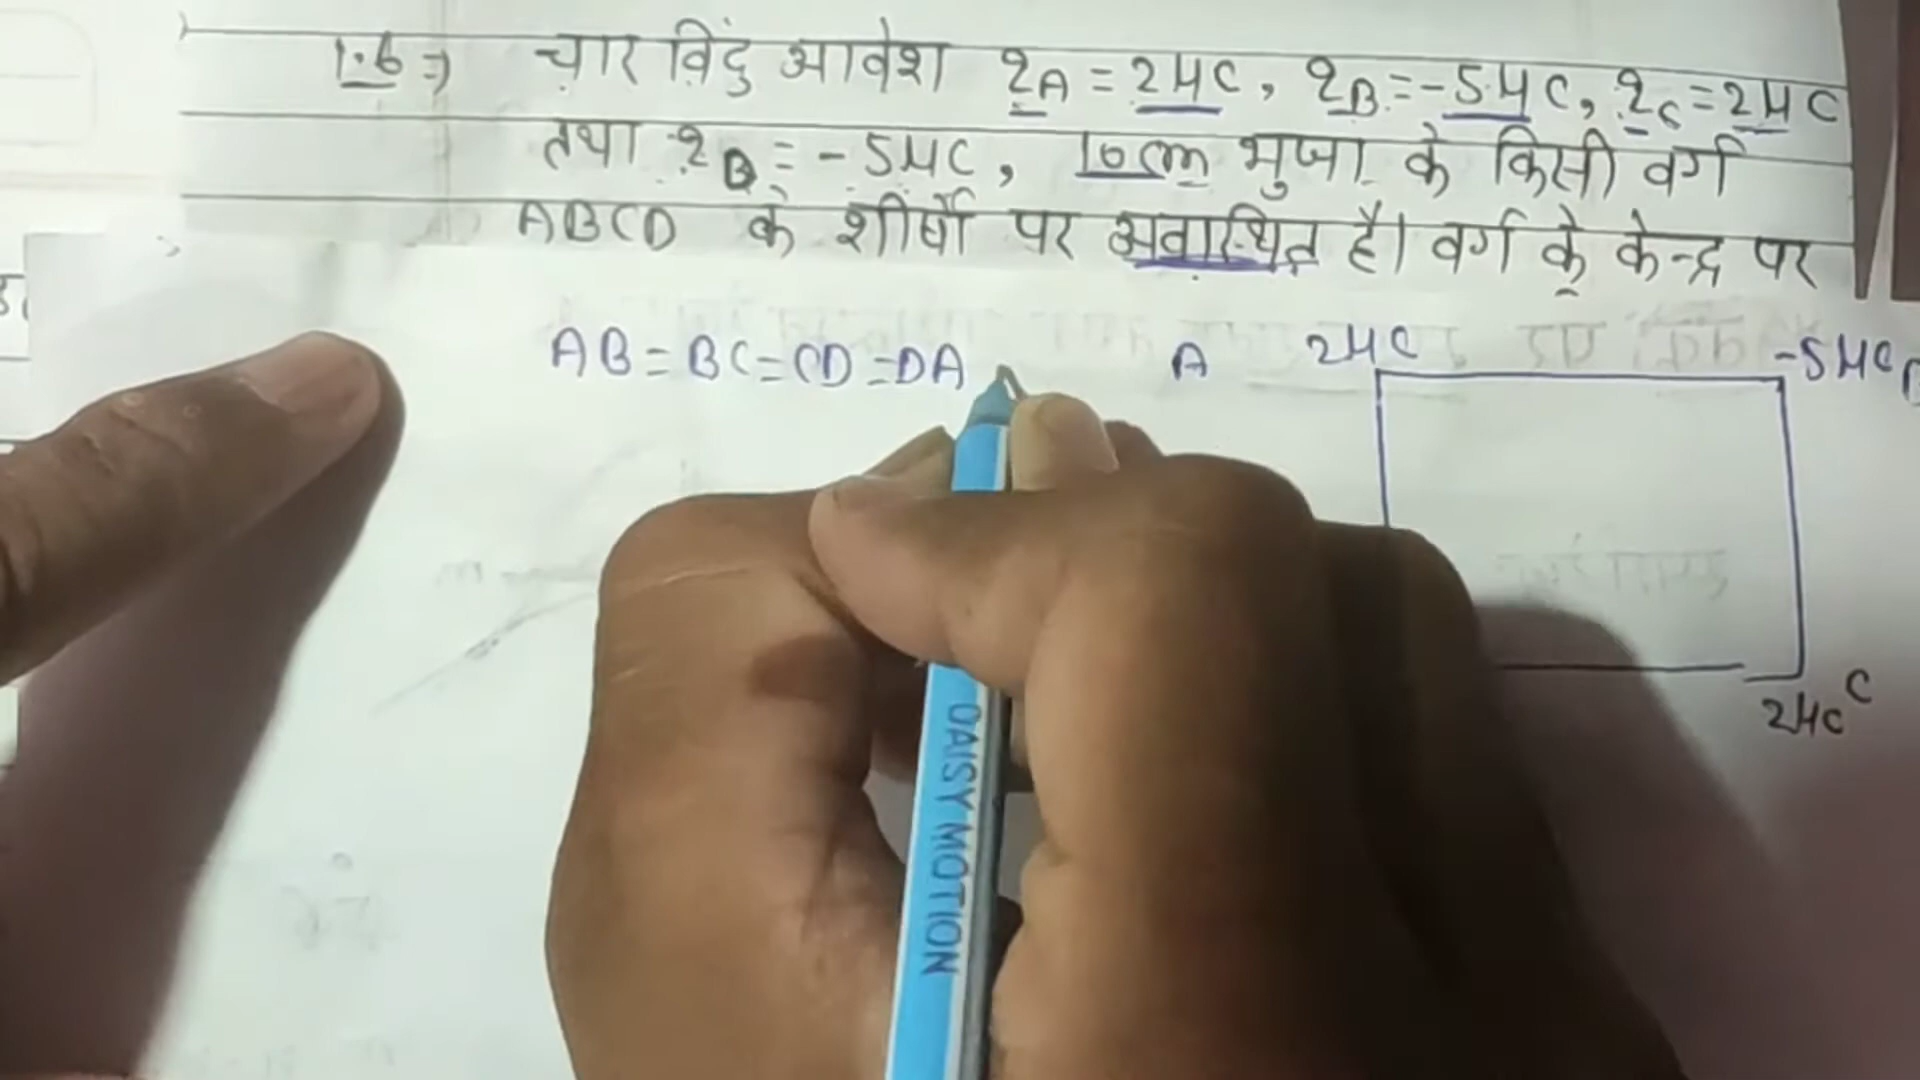 1.6⇒ चार बिंदु आवेश qA = 2μC, qB = -5μC, qC = 2μC
तथा qD = -5μC, 10cm भुजा के किसी वर्ग
ABCD के शीर्षों पर अवास्थित है। वर्ग के केन्द्र पर
AB = BC = CD = DA
A 2μC
-5μC
C
2μC
DAISY MOTION